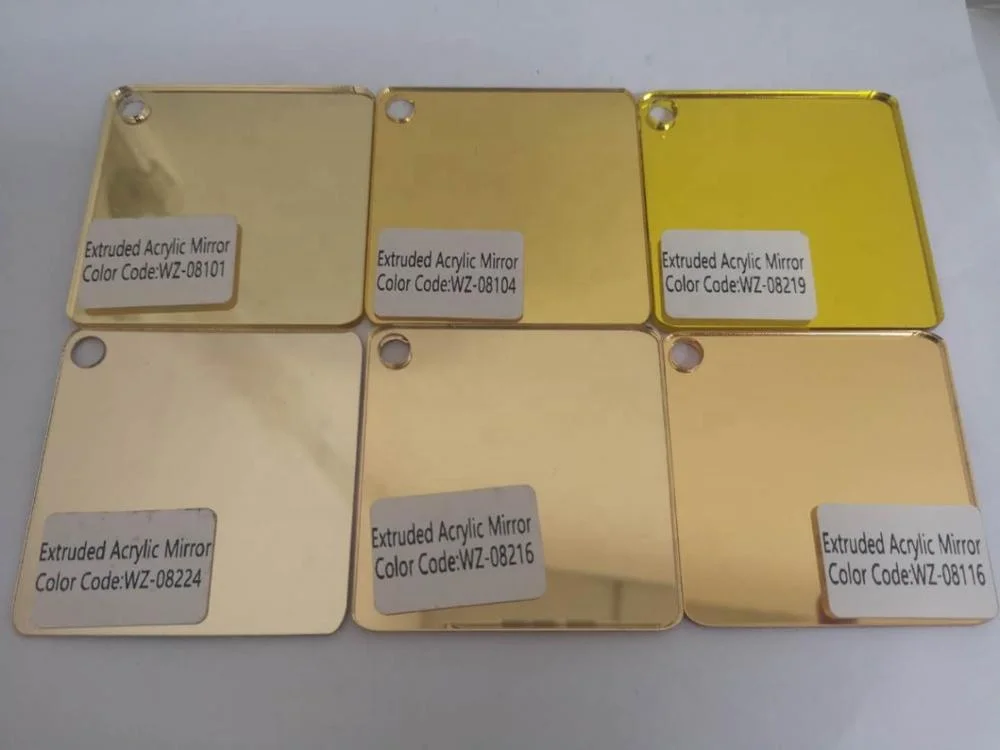 Extruded Acrylic Mirror
Color Code:WZ-08101
Extruded Acrylic Mirror
Color Code:WZ-08104
Extruded Acrylic Mirror
Color Code:WZ-08219
Extruded Acrylic Mirror
Color Code:WZ-08224
Extruded Acrylic Mirror
Color Code:WZ-08216
Extruded Acrylic Mirror
Color Code:WZ-08116